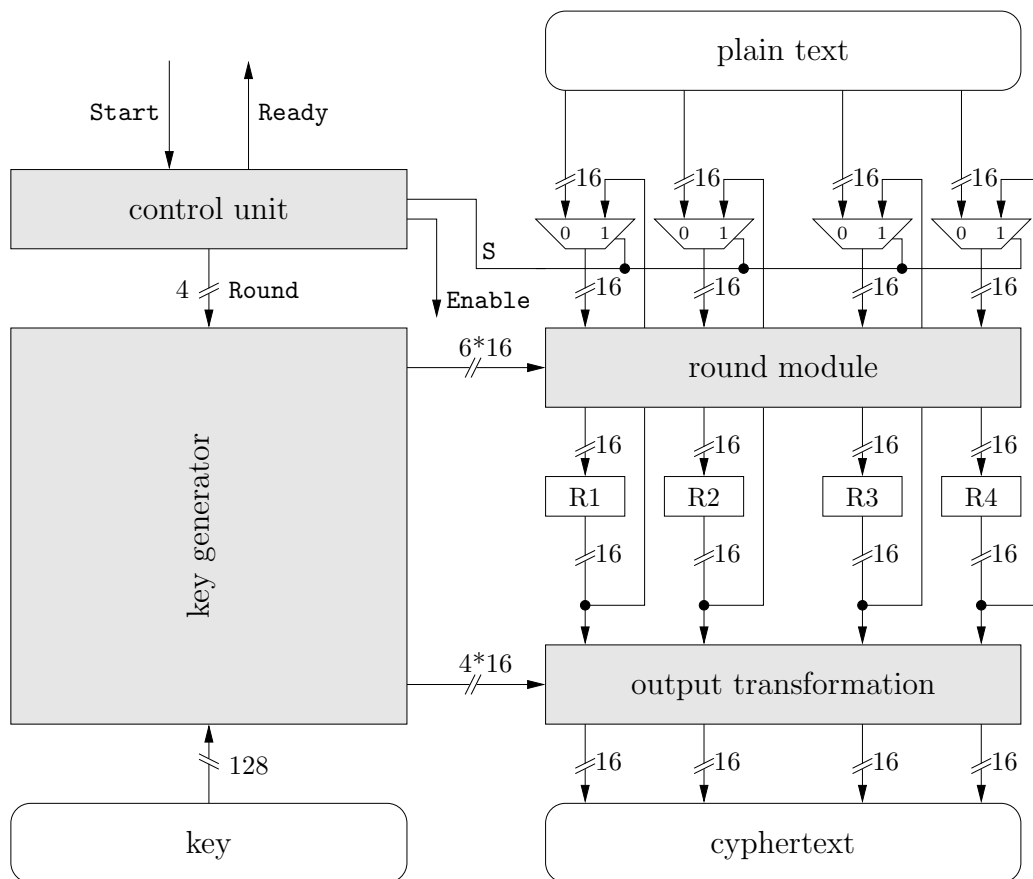 plain text
Start
Ready
16 16 16 16
control unit
0 1 0 1 0 1 0 1
S
4
Round
Enable
16 16 16 16
6*16
round module
16 16 16 16
key generator
R1 R2 R3 R4
16 16 16 16
4*16
output transformation
128
16 16 16 16
key
cyphertext